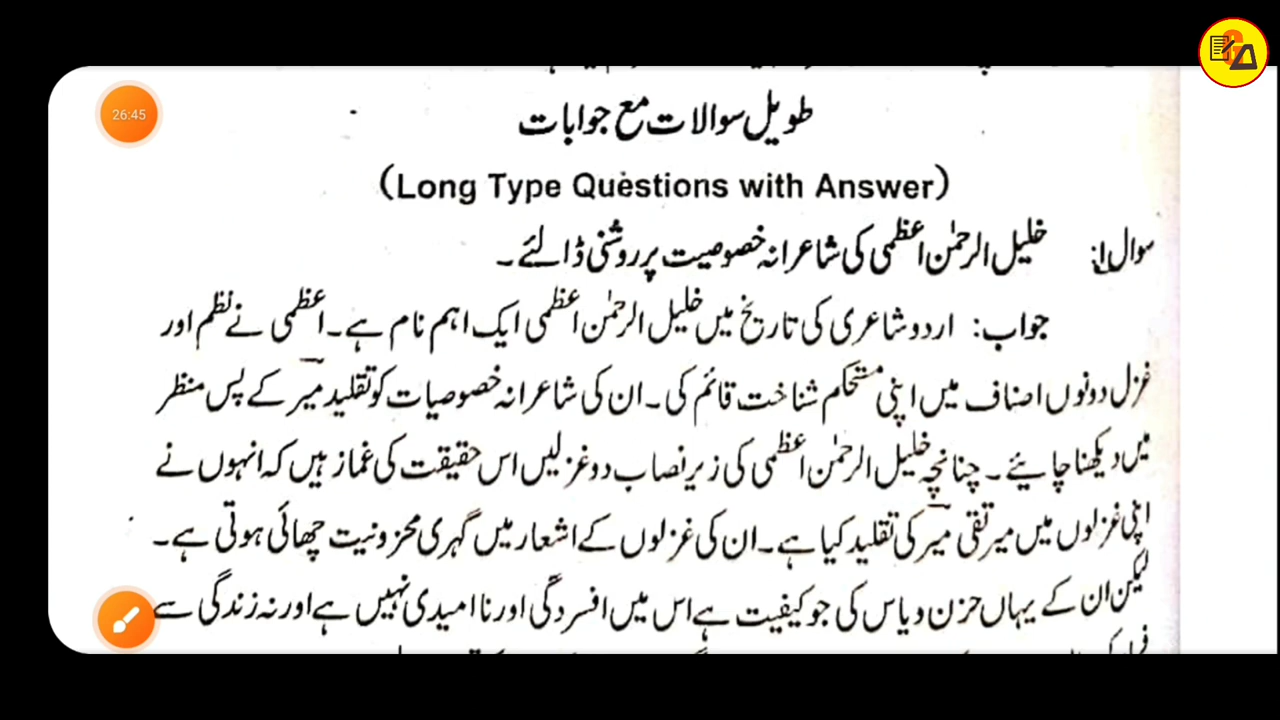 26:45
طویل سوالات مع جوابات
(Long Type Questions with Answer)
سوال ا: خلیل الرحمٰن اعظمی کی شاعرانہ خصوصیت پر روشنی ڈالئے۔
جواب: اردو شاعری کی تاریخ میں خلیل الرحمٰن اعظمی ایک اہم نام ہے۔ اعظمی نے نظم اور
غزل دونوں اصناف میں اپنی مستحکم شناخت قائم کی۔ ان کی شاعرانہ خصوصیات کو تقلید میر کے پس منظر
میں دیکھنا چاہیئے۔ چنانچہ خلیل الرحمٰن اعظمی کی زیر نصاب دو غزلیں اس حقیقت کی غماز ہیں کہ انہوں نے
اپنی غزلوں میں میر تقی میر کی تقلید کیا ہے۔ ان کی غزلوں کے اشعار میں گہری محزونیت چھائی ہوتی ہے۔
لیکن ان کے یہاں حزن و یاس کی جو کیفیت ہے اس میں افسردگی اور ناامیدی نہیں ہے اور نہ زندگی سے